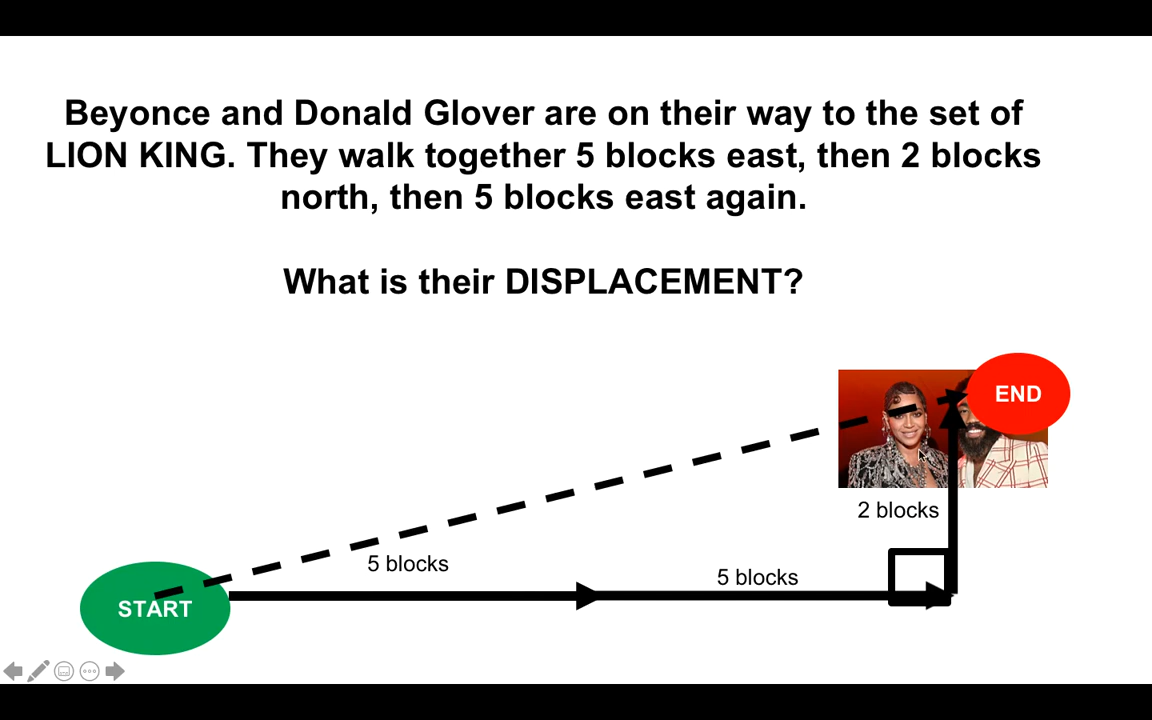 Beyonce and Donald Glover are on their way to the set of
LION KING. They walk together 5 blocks east, then 2 blocks
north, then 5 blocks east again.
What is their DISPLACEMENT?
END
2 blocks
5 blocks
5 blocks
START